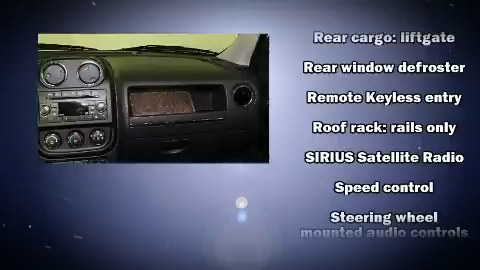 Rear cargo: liftgate
Rear window defroster
Remote Keyless entry
Roof rack: rails only
SIRIUS Satellite Radio
Speed control
Steering wheel
mounted audio controls